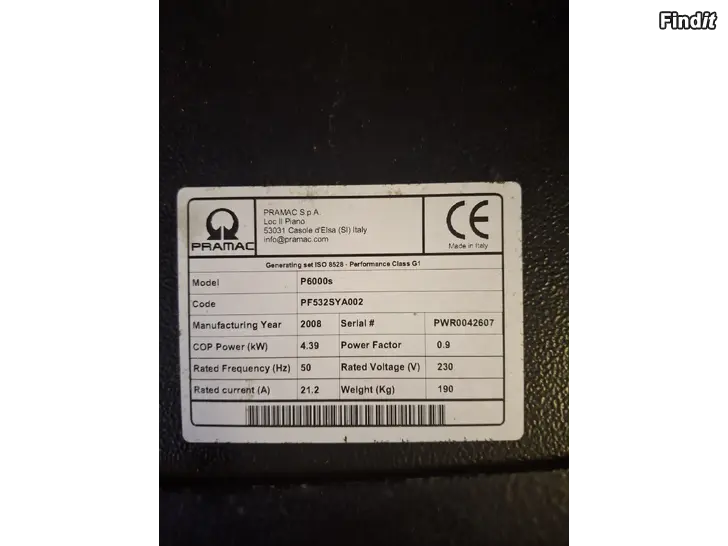 Findit
PRAMAC
PRAMAC S.p.A.
Loc Il Piano
53031 Casole d'Elsa (SI) Italy
info@pramac.com
CE
Made in Italy
Generating set ISO 8528 - Performance Class G1
Model P6000s
Code PF532SYA002
Manufacturing Year 2008 Serial # PWR0042607
COP Power (kW) 4.39 Power Factor 0.9
Rated Frequency (Hz) 50 Rated Voltage (V) 230
Rated current (A) 21.2 Weight (Kg) 190